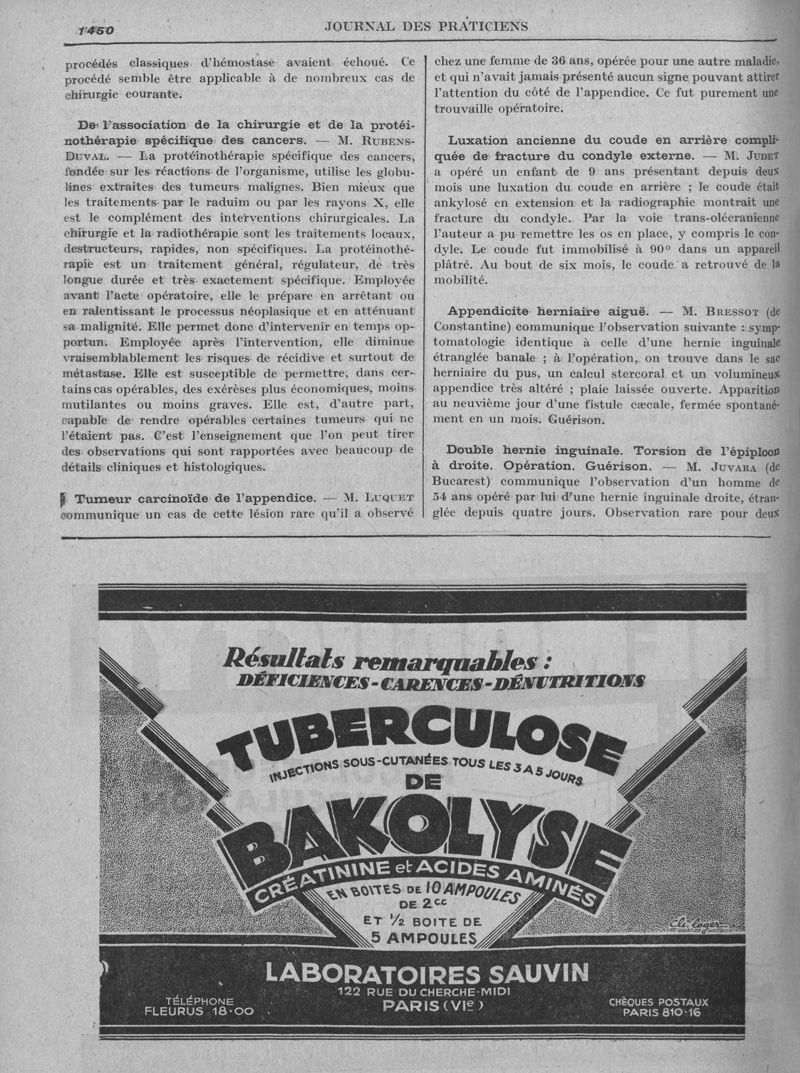 1450
JOURNAL DES PRATICIENS
procédés classiques d'hémostase avaient échoué. Ce
procédé semble être applicable à de nombreux cas de
chirurgie courante.
De l'association de la chirurgie et de la protéi-
nothérapie spécifique des cancers. — M. RUBENS-
DUVAL. — La protéinothérapie spécifique des cancers,
fondée sur les réactions de l'organisme, utilise les globu-
lines extraites des tumeurs malignes. Bien mieux que
les traitements par le raduim ou par les rayons X, elle
est le complément des interventions chirurgicales. La
chirurgie et la radiothérapie sont les traitements locaux,
destructeurs, rapides, non spécifiques. La protéinothé-
rapie est un traitement général, régulateur, de très
longue durée et très exactement spécifique. Employée
avant l'acte opératoire, elle le prépare en arrêtant ou
en ralentissant le processus néoplasique et en atténuant
sa malignité. Elle permet donc d'intervenir en temps op-
portun. Employée après l'intervention, elle diminue
vraisemblablement les risques de récidive et surtout de
métastase. Elle est susceptible de permettre, dans cer-
tains cas opérables, des exérèses plus économiques, moins
mutilantes ou moins graves. Elle est, d'autre part,
capable de rendre opérables certaines tumeurs qui ne
l'étaient pas. C'est l'enseignement que l'on peut tirer
des observations qui sont rapportées avec beaucoup de
détails cliniques et histologiques.
Tumeur carcinoïde de l'appendice. — M. LUQUET
communique un cas de cette lésion rare qu'il a observé
chez une femme de 36 ans, opérée pour une autre maladie,
et qui n'avait jamais présenté aucun signe pouvant attirer
l'attention du côté de l'appendice. Ce fut purement une
trouvaille opératoire.
Luxation ancienne du coude en arrière compli-
quée de fracture du condyle externe. — M. JUDET
a opéré un enfant de 9 ans présentant depuis deux
mois une luxation du coude en arrière ; le coude était
ankylosé en extension et la radiographie montrait une
fracture du condyle. Par la voie trans-oléeranienne
l'auteur a pu remettre les os en place, y compris le con-
dyle. Le coude fut immobilisé à 90° dans un appareil
plâtré. Au bout de six mois, le coude a retrouvé de la
mobilité.
Appendicite herniaire aiguë. — M. BRESSOT (de
Constantine) communique l'observation suivante : symp-
tomatologie identique à celle d'une hernie inguinale
étranglée banale ; à l'opération, on trouve dans le sac
herniaire du pus, un calcul stercoral et un volumineux
appendice très altéré ; plaie laissée ouverte. Apparition
au neuvième jour d'une fistule cæcale, fermée spontané-
ment en un mois. Guérison.
Double hernie inguinale. Torsion de l'épiploon
à droite. Opération. Guérison. — M. JUVARA (de
Bucarest) communique l'observation d'un homme de
54 ans opéré par lui d'une hernie inguinale droite, étran-
glée depuis quatre jours. Observation rare pour deux
Résultats remarquables :
DÉFICIENCES-CARENCES-DÉNUTRITIONS
TUBERCULOSE
INJECTIONS SOUS-CUTANÉES TOUS LES 3 A 5 JOURS
DE
BAKOLYSE
CRÉATININE et ACIDES AMINÉS
EN BOITES DE 10 AMPOULES
DE 2cc
ET 1/2 BOITE DE
5 AMPOULES
Ch. Loger
LABORATOIRES SAUVIN
122 RUE DU CHERCHE-MIDI
PARIS (VIe)
TÉLÉPHONE
FLEURUS 18-00
CHÈQUES POSTAUX
PARIS 810-16